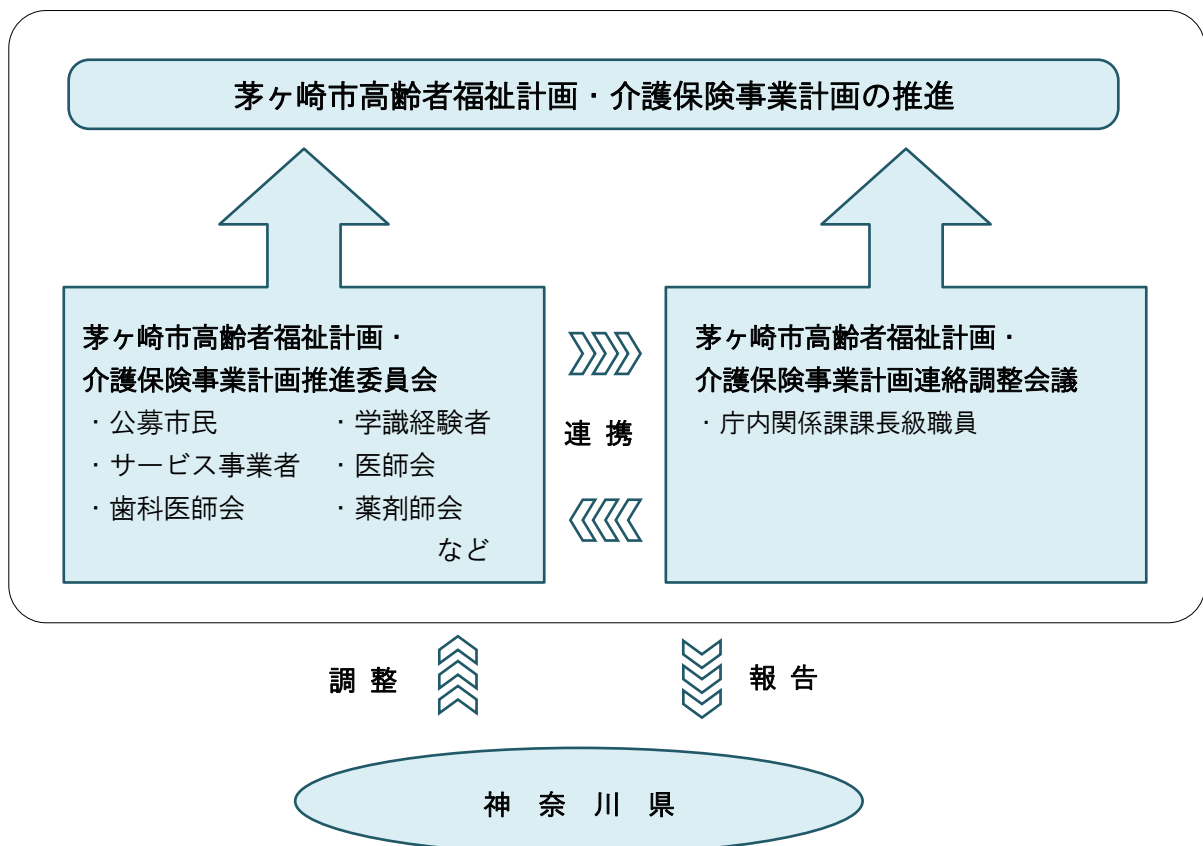 茅ヶ崎市高齢者福祉計画・介護保険事業計画の推進
茅ヶ崎市高齢者福祉計画・
介護保険事業計画推進委員会
・公募市民 ・学識経験者
・サービス事業者 ・医師会
・歯科医師会 ・薬剤師会
など
連携
茅ヶ崎市高齢者福祉計画・
介護保険事業計画連絡調整会議
・庁内関係課課長級職員
調整
報告
神奈川県